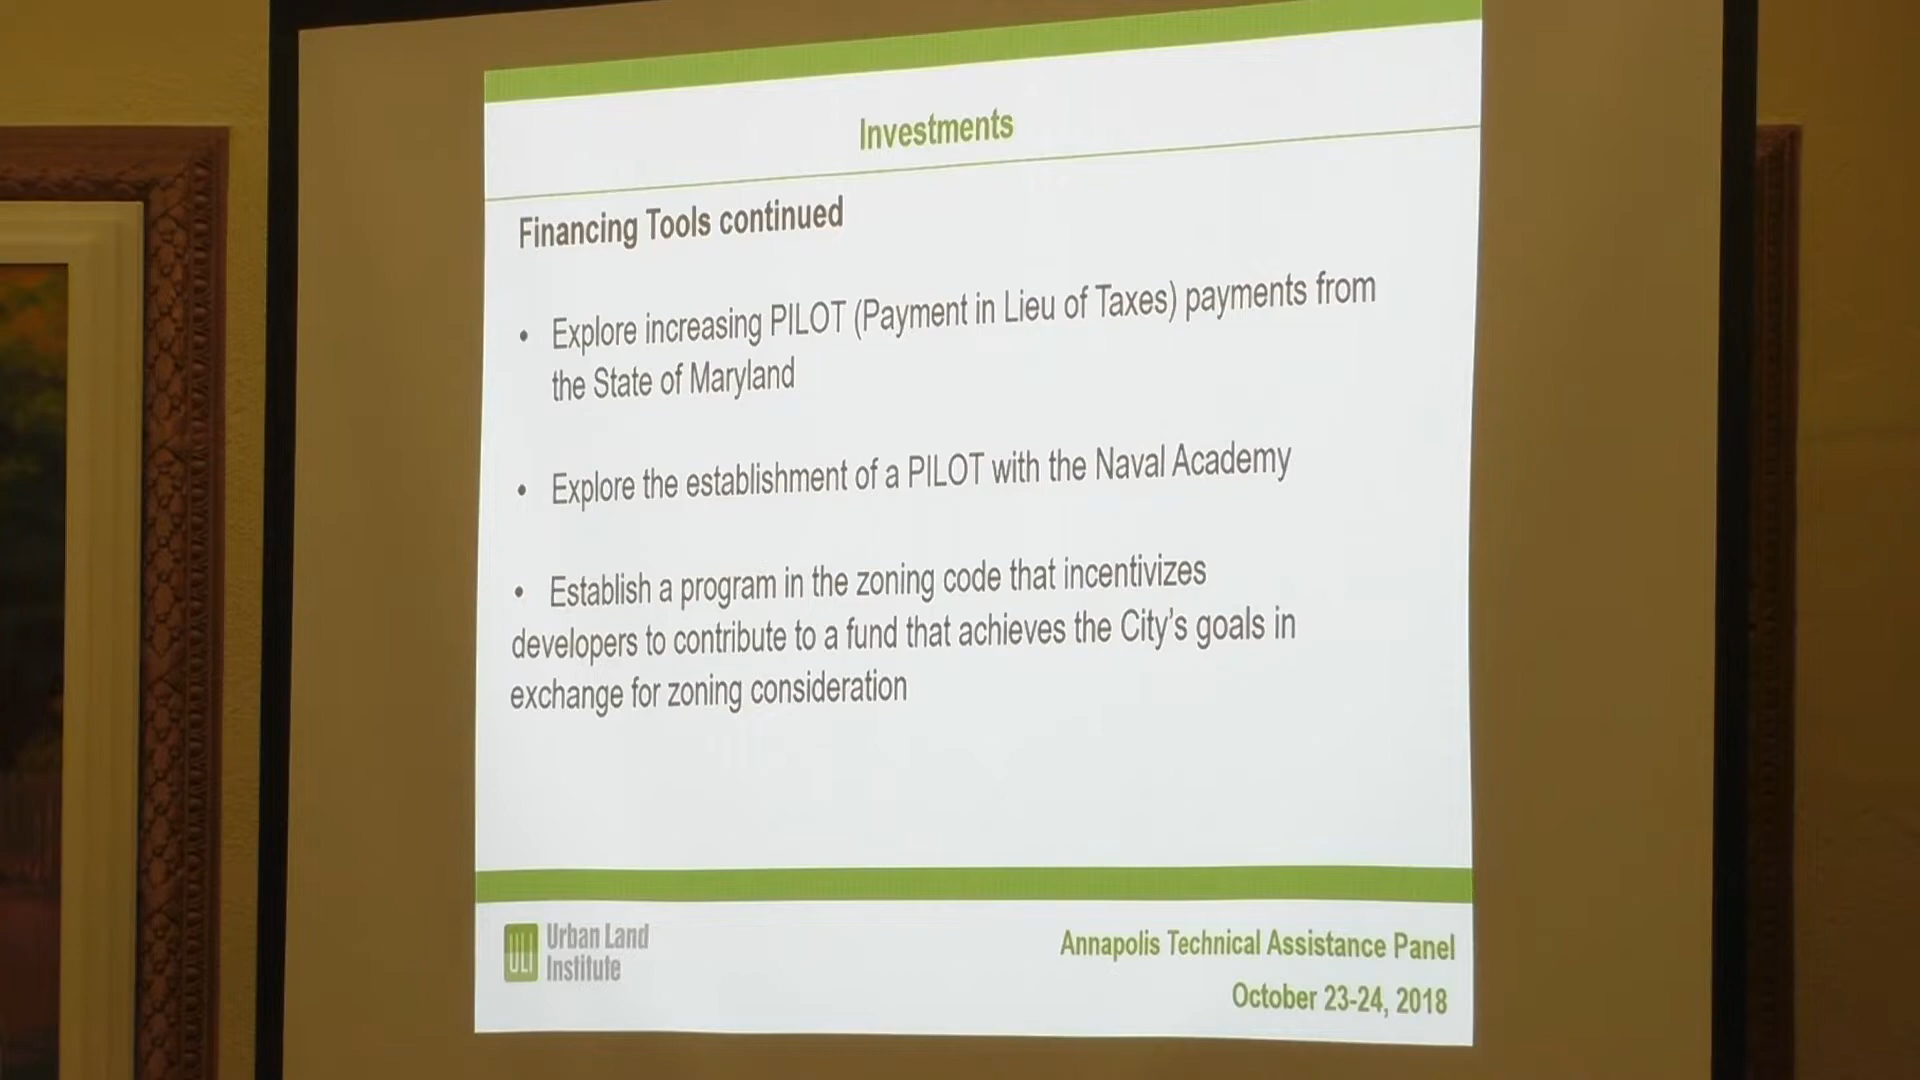 Investments
Financing Tools continued
• Explore increasing PILOT (Payment in Lieu of Taxes) payments from
the State of Maryland
• Explore the establishment of a PILOT with the Naval Academy
• Establish a program in the zoning code that incentivizes
developers to contribute to a fund that achieves the City's goals in
exchange for zoning consideration
ULI Urban Land
Institute
Annapolis Technical Assistance Panel
October 23-24, 2018